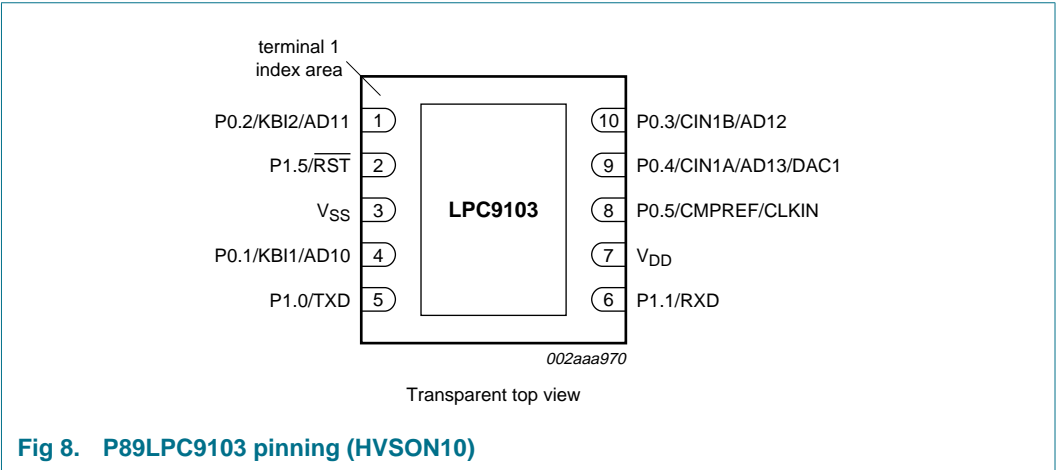 terminal 1
index area
P0.2/KBI2/AD11 1
P1.5/RST 2
VSS 3
P0.1/KBI1/AD10 4
P1.0/TXD 5
LPC9103
10 P0.3/CIN1B/AD12
9 P0.4/CIN1A/AD13/DAC1
8 P0.5/CMPREF/CLKIN
7 VDD
6 P1.1/RXD
002aaa970
Transparent top view
Fig 8. P89LPC9103 pinning (HVSON10)